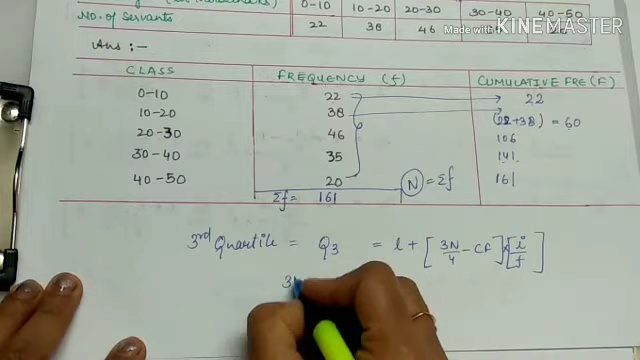 0-10 10-20 20-30 30-40 40-50
No. of Servants 22 38 46
Made with KINEMASTER
Ans :-
CLASS FREQUENCY (f) CUMULATIVE FRE (F)
0-10 22 22
10-20 38 (22+38) = 60
20-30 46 106
30-40 35 141
40-50 20 N = Σf 161
Σf = 161
3rd Quartile = Q3 = l + [ 3N/4 - CF ] × [ i/f ]
3